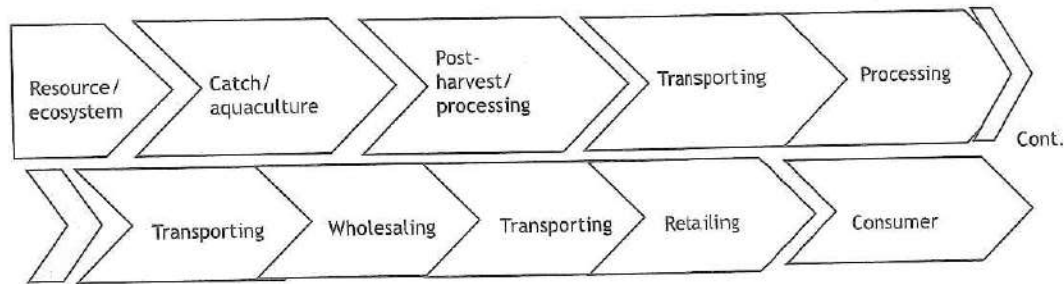 Resource/
ecosystem
Catch/
aquaculture
Post-
harvest/
processing
Transporting
Processing
Cont.
Transporting
Wholesaling
Transporting
Retailing
Consumer